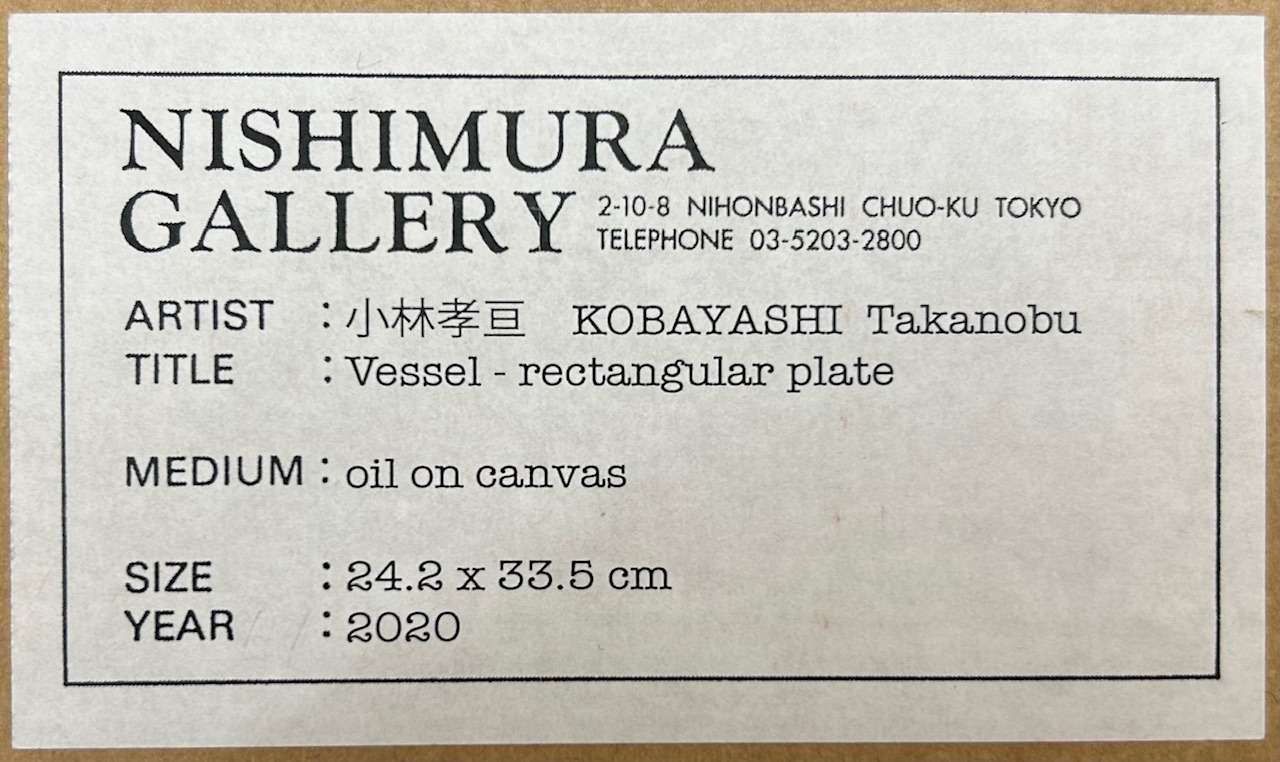 NISHIMURA
GALLERY 2-10-8 NIHONBASHI CHUO-KU TOKYO
TELEPHONE 03-5203-2800
ARTIST : 小林孝亘 KOBAYASHI Takanobu
TITLE : Vessel - rectangular plate
MEDIUM : oil on canvas
SIZE : 24.2 x 33.5 cm
YEAR : 2020